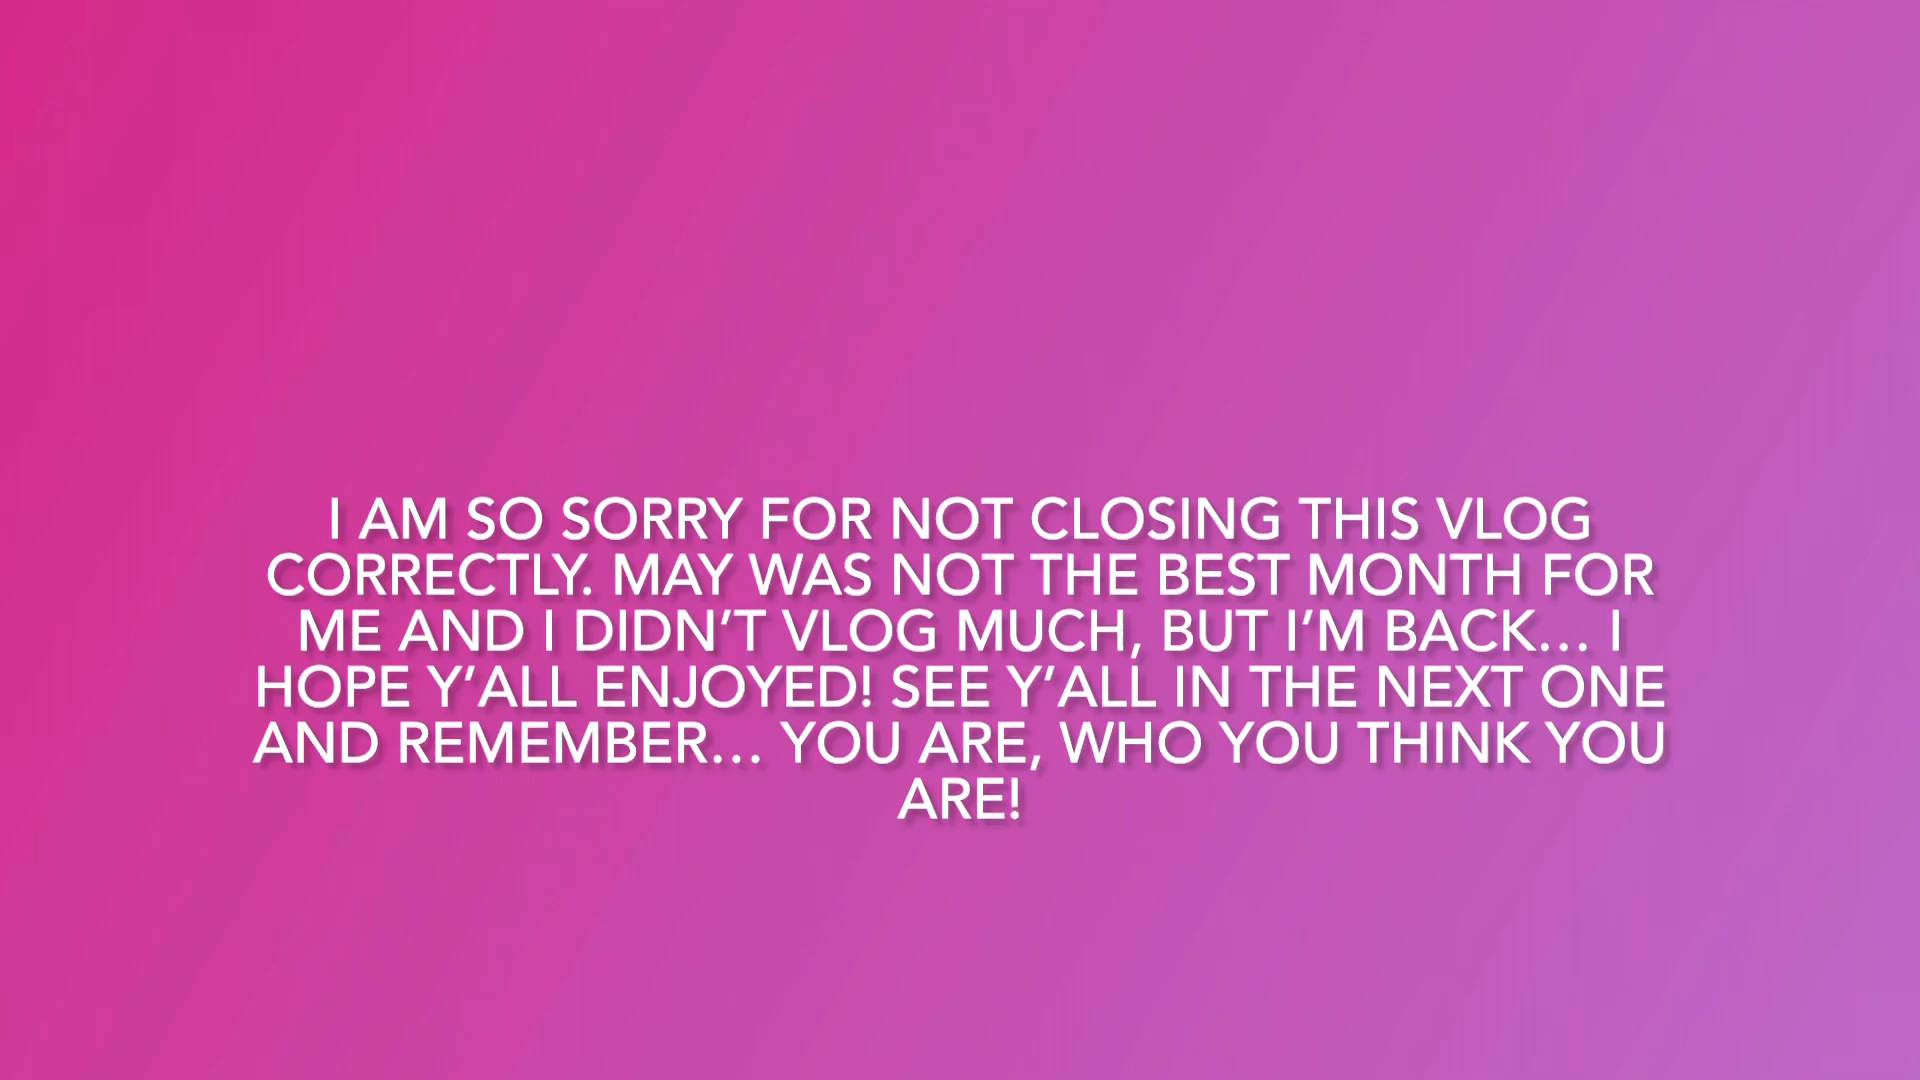 I AM SO SORRY FOR NOT CLOSING THIS VLOG
CORRECTLY. MAY WAS NOT THE BEST MONTH FOR
ME AND I DIDN’T VLOG MUCH, BUT I’M BACK… I
HOPE Y’ALL ENJOYED! SEE Y’ALL IN THE NEXT ONE
AND REMEMBER… YOU ARE, WHO YOU THINK YOU
ARE!